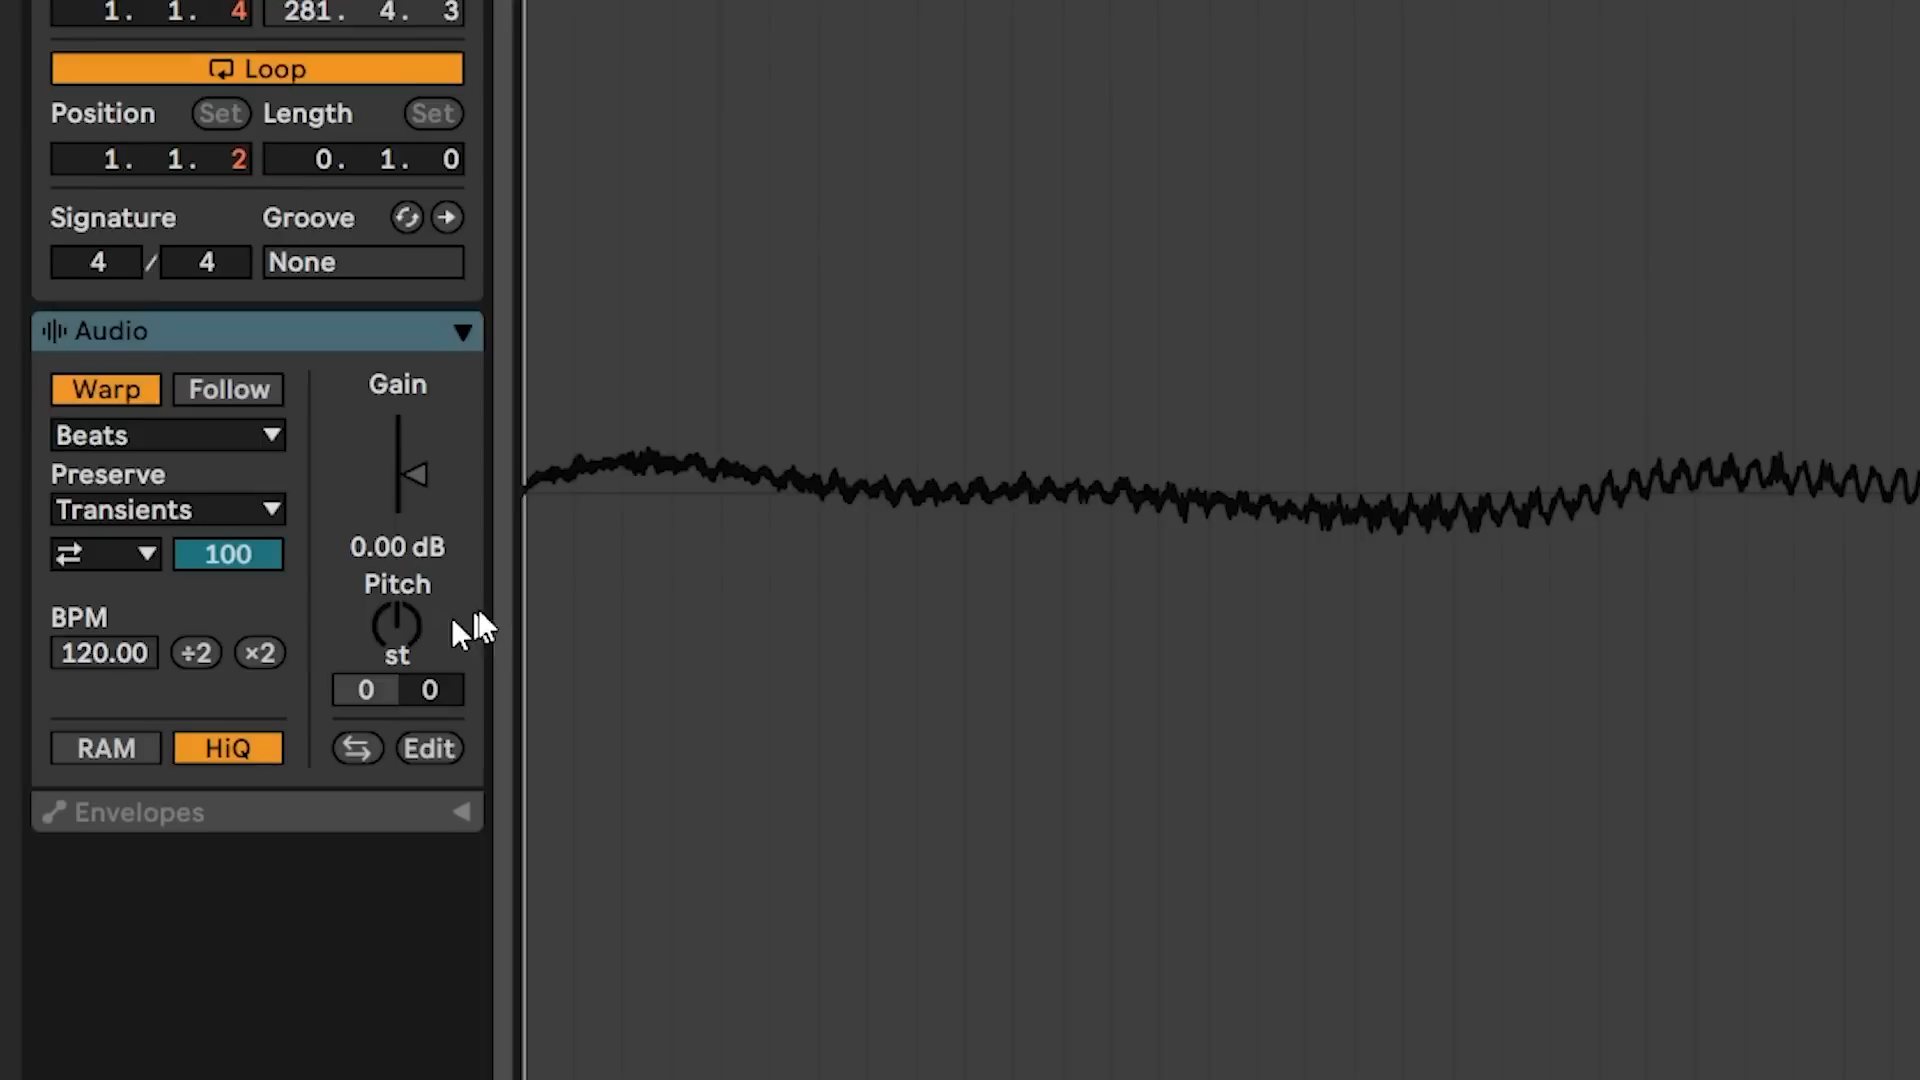 1. 1. 4 281. 4. 3
Loop
Position Set Length Set
1. 1. 2 0. 1. 0
Signature Groove
4 / 4 None
Audio
Warp Follow Gain
Beats
Preserve
Transients
100 0.00 dB
Pitch
BPM
120.00 ÷2 ×2 st
0 0
RAM HiQ Edit
Envelopes